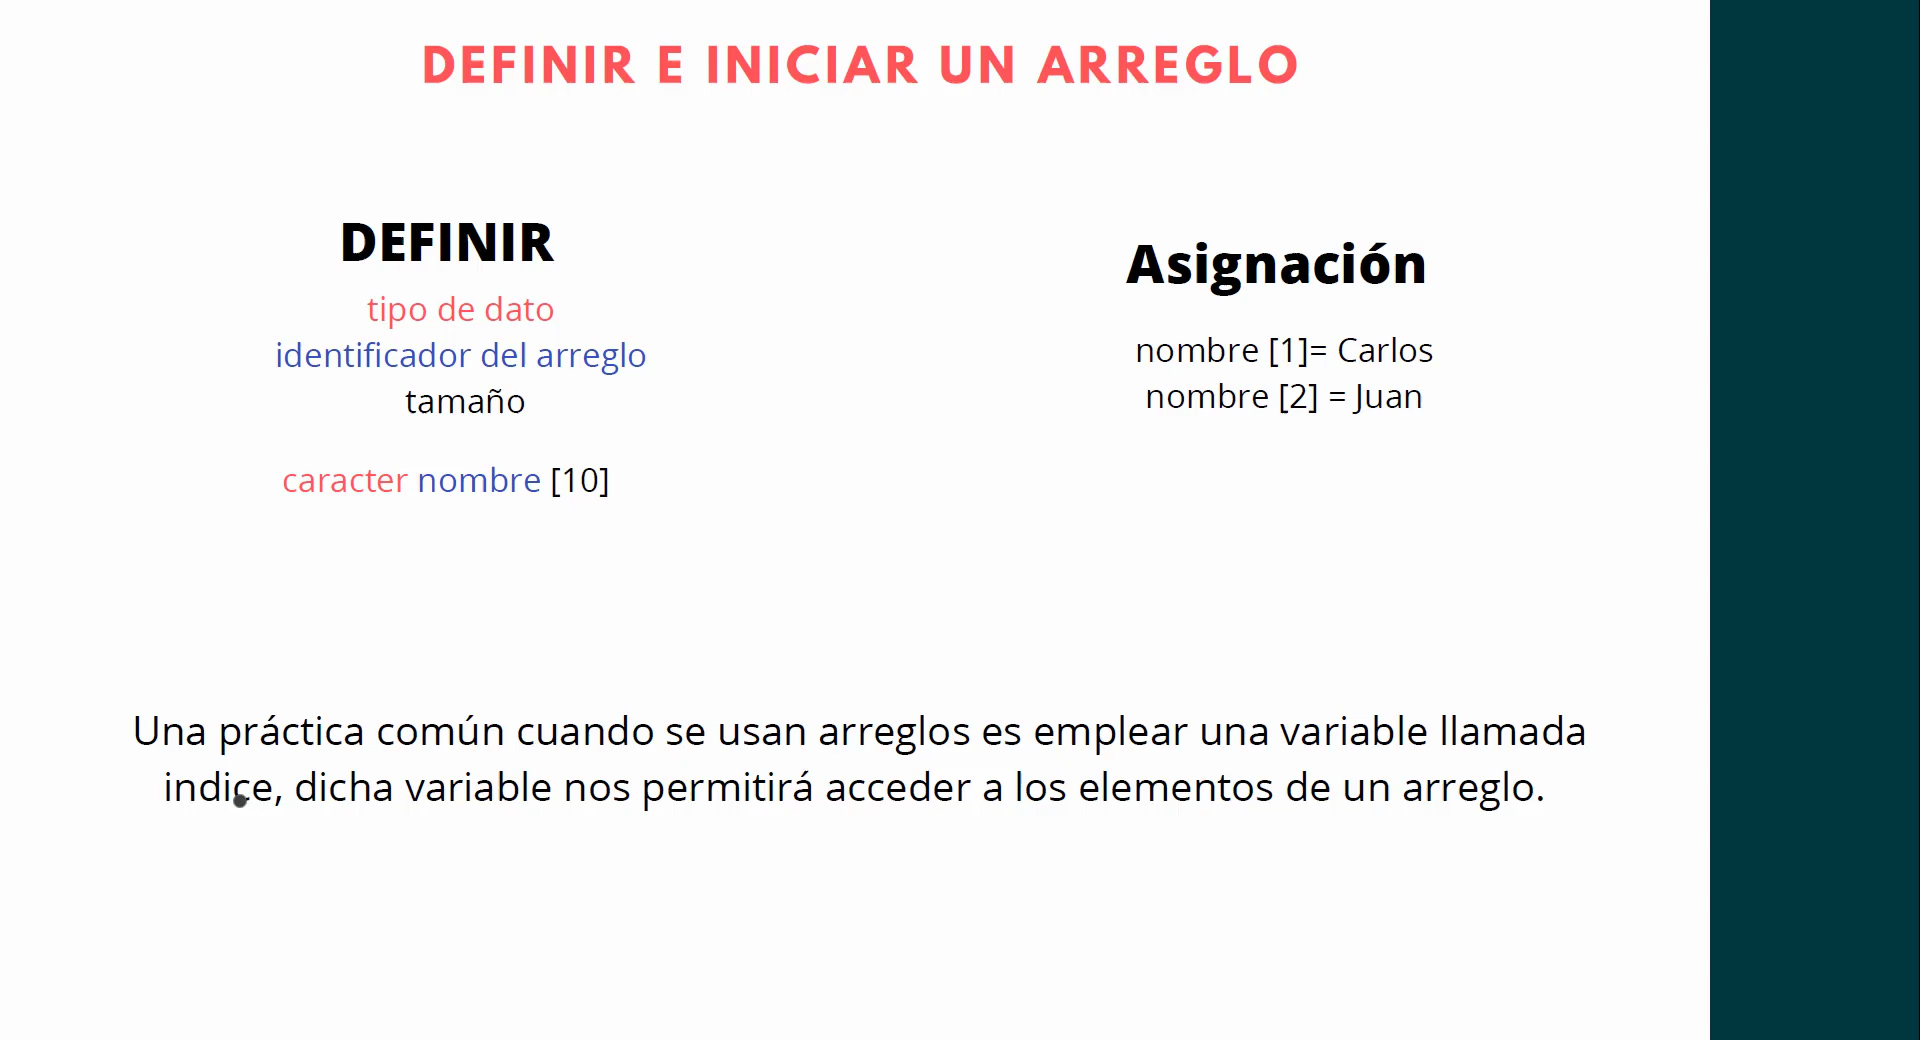 DEFINIR E INICIAR UN ARREGLO
DEFINIR
tipo de dato
identificador del arreglo
tamaño
caracter nombre [10]
Asignación
nombre [1]= Carlos
nombre [2] = Juan
Una práctica común cuando se usan arreglos es emplear una variable llamada
indice, dicha variable nos permitirá acceder a los elementos de un arreglo.